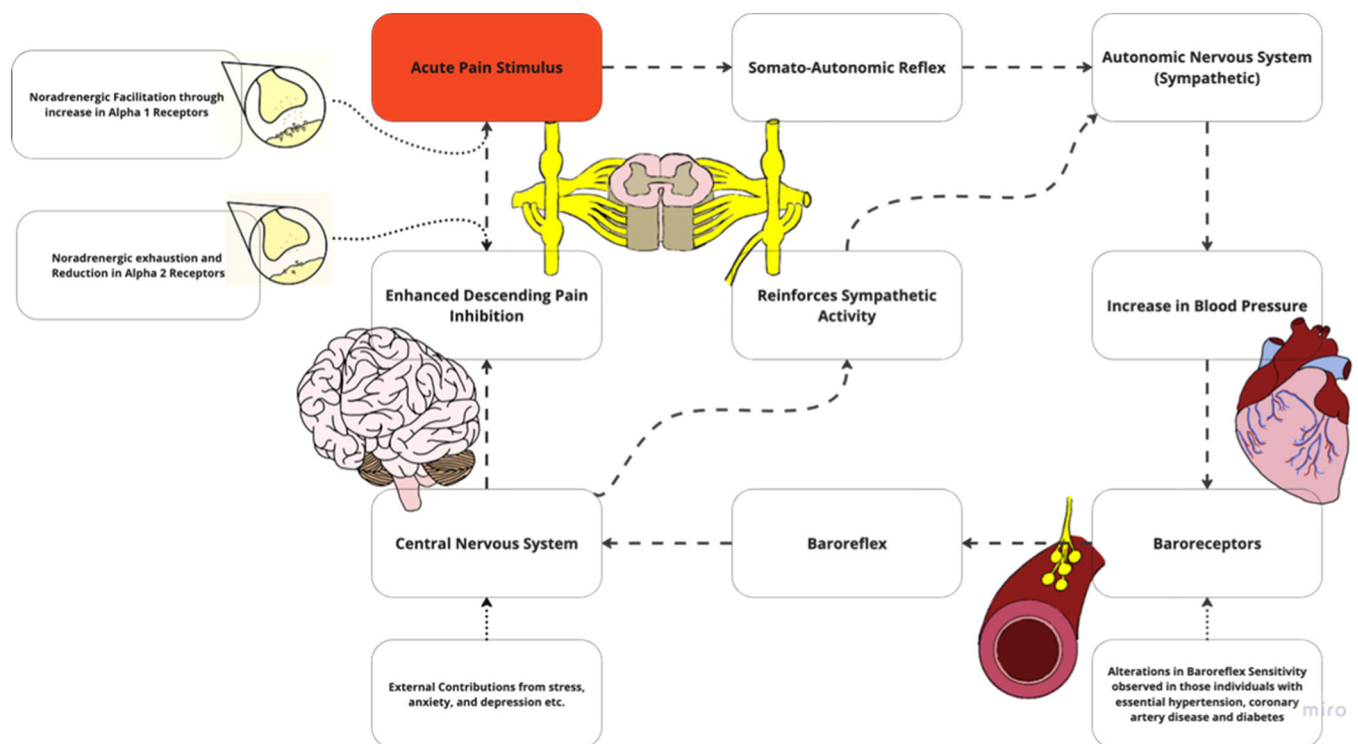 Acute Pain Stimulus
Somato-Autonomic Reflex
Autonomic Nervous System
(Sympathetic)
Noradrenergic Facilitation through
increase in Alpha 1 Receptors
Noradrenergic exhaustion and
Reduction in Alpha 2 Receptors
Enhanced Descending Pain
Inhibition
Reinforces Sympathetic
Activity
Increase in Blood Pressure
Central Nervous System
Baroreflex
Baroreceptors
External Contributions from stress,
anxiety, and depression etc.
Alterations in Baroreflex Sensitivity
observed in those individuals with
essential hypertension, coronary
artery disease and diabetes
miro